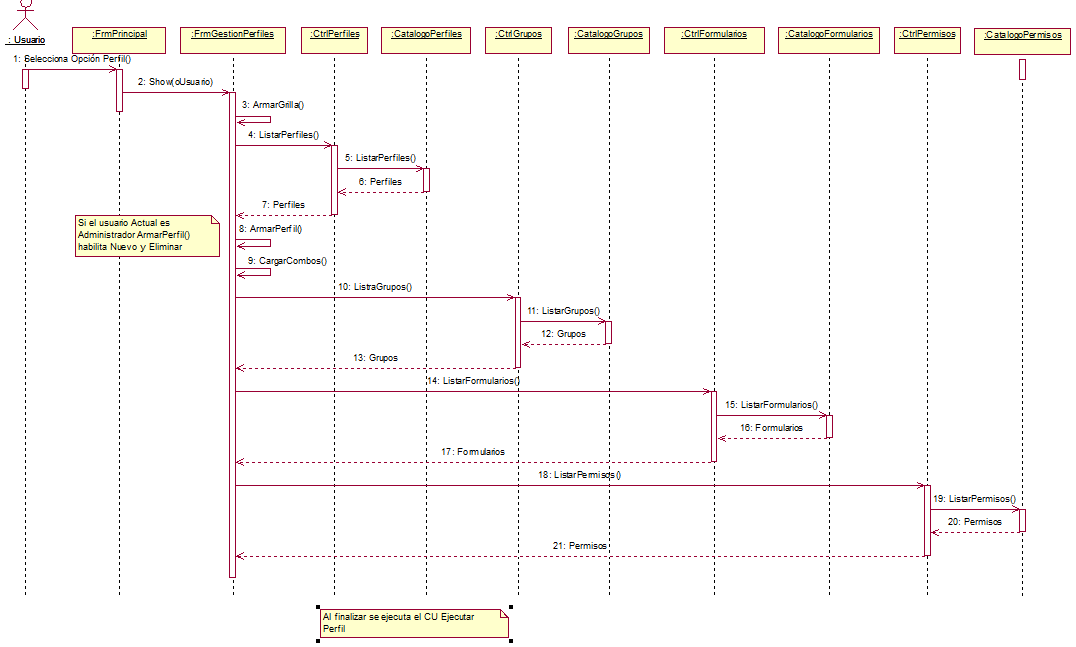 : Usuario
:FrmPrincipal
:FrmGestionPerfiles
:CtrlPerfiles
:CatalogoPerfiles
:CtrlGrupos
:CatalogoGrupos
:CtrlFormularios
:CatalogoFormularios
:CtrlPermisos
:CatalogoPermisos
1: Selecciona Opción Perfil()
2: Show(oUsuario)
3: ArmarGrilla()
4: ListarPerfiles()
5: ListarPerfiles()
6: Perfiles
7: Perfiles
Si el usuario Actual es
Administrador ArmarPerfil()
habilita Nuevo y Eliminar
8: ArmarPerfil()
9: CargarCombos()
10: ListraGrupos()
11: ListarGrupos()
12: Grupos
13: Grupos
14: ListarFormularios()
15: ListarFormularios()
16: Formularios
17: Formularios
18: ListarPermisos()
19: ListarPermisos()
20: Permisos
21: Permisos
Al finalizar se ejecuta el CU Ejecutar
Perfil